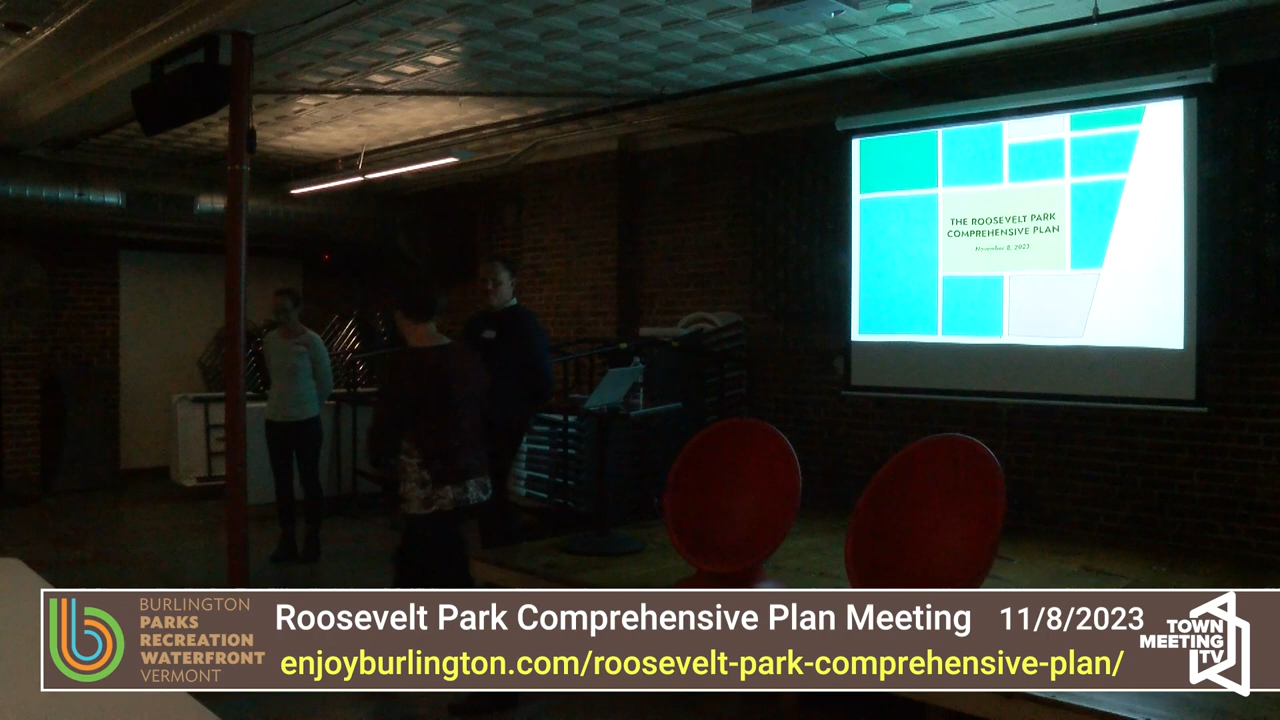 THE ROOSEVELT PARK
COMPREHENSIVE PLAN
November 8, 2023
BURLINGTON
PARKS
RECREATION
WATERFRONT
VERMONT
Roosevelt Park Comprehensive Plan Meeting 11/8/2023
enjoyburlington.com/roosevelt-park-comprehensive-plan/
TOWN
MEETING
TV